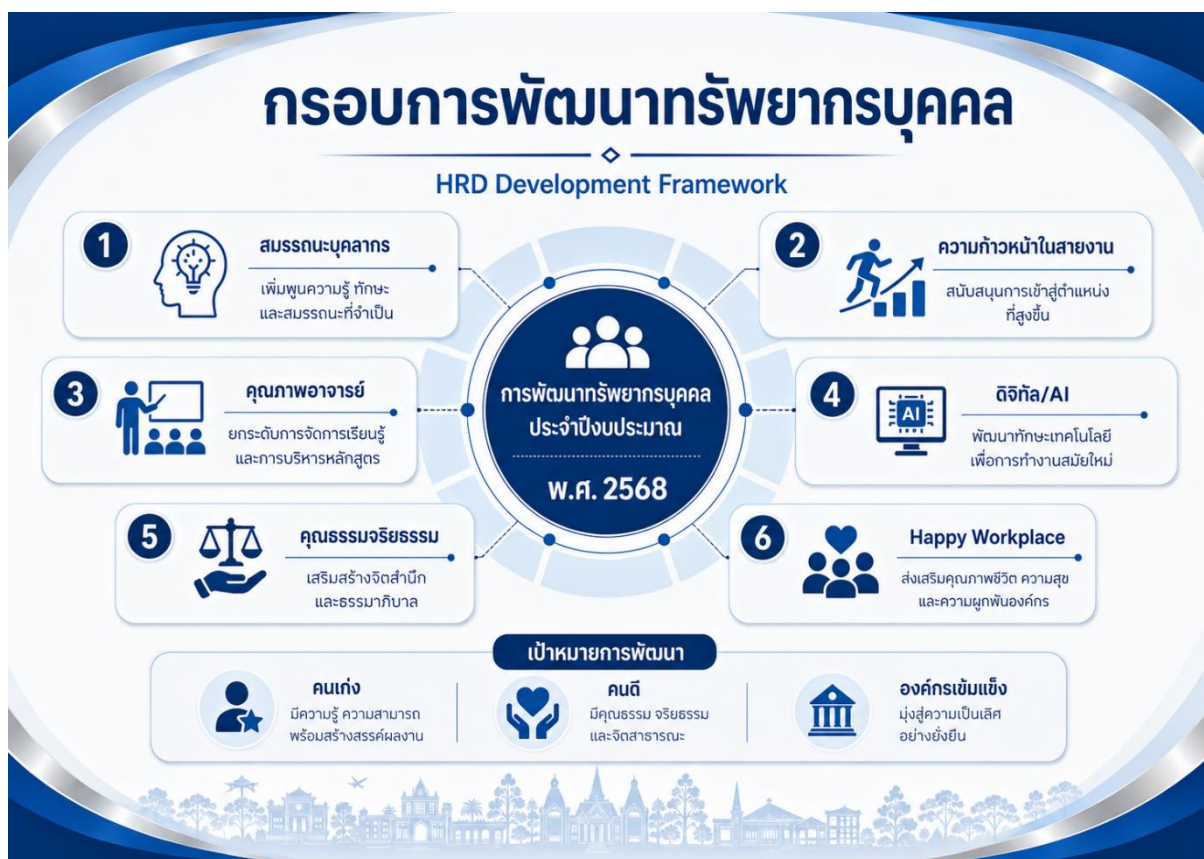 กรอบการพัฒนาทรัพยากรบุคคล
HRD Development Framework
1
สมรรถนะบุคลากร
เพิ่มพูนความรู้ ทักษะ
และสมรรถนะที่จำเป็น
2
ความก้าวหน้าในสายงาน
สนับสนุนการเข้าสู่ตำแหน่ง
ที่สูงขึ้น
การพัฒนาทรัพยากรบุคคล
ประจำปีงบประมาณ
พ.ศ. 2568
3
คุณภาพอาจารย์
ยกระดับการจัดการเรียนรู้
และการบริหารหลักสูตร
4
AI
ดิจิทัล/AI
พัฒนาทักษะเทคโนโลยี
เพื่อการทำงานสมัยใหม่
5
คุณธรรมจริยธรรม
เสริมสร้างจิตสำนึก
และธรรมาภิบาล
6
Happy Workplace
ส่งเสริมคุณภาพชีวิต ความสุข
และความผูกพันองค์กร
เป้าหมายการพัฒนา
คนเก่ง
มีความรู้ ความสามารถ
พร้อมสร้างสรรค์ผลงาน
คนดี
มีคุณธรรม จริยธรรม
และจิตสาธารณะ
องค์กรเข้มแข็ง
มุ่งสู่ความเป็นเลิศ
อย่างยั่งยืน